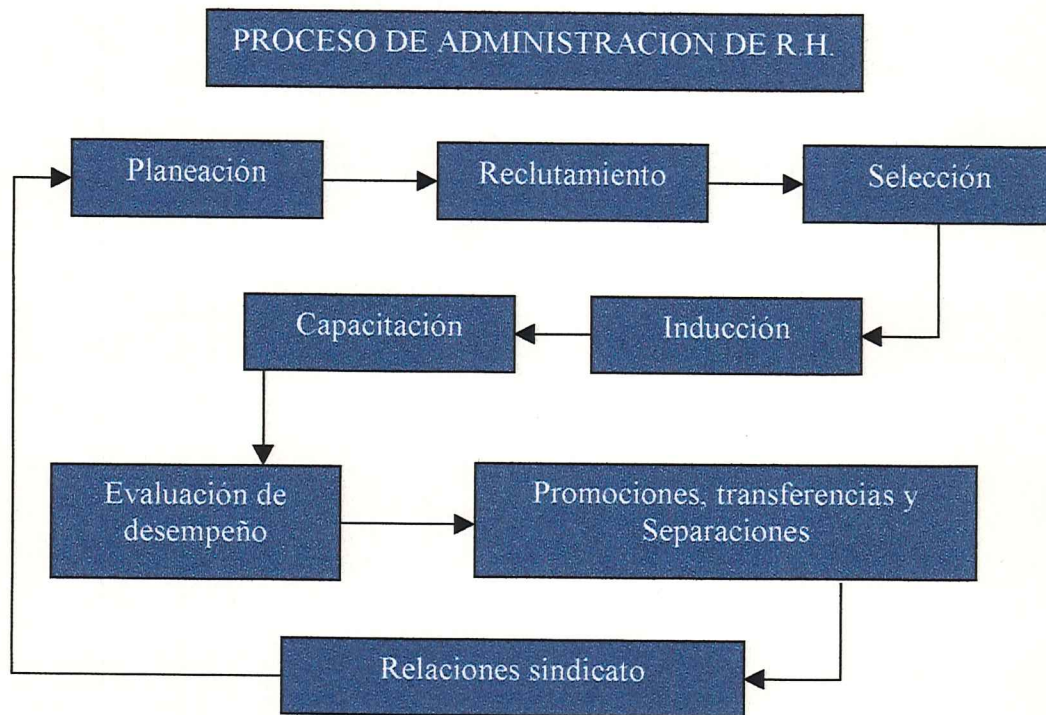 PROCESO DE ADMINISTRACION DE R.H.
Planeación
Reclutamiento
Selección
Inducción
Capacitación
Evaluación de
desempeño
Promociones, transferencias y
Separaciones
Relaciones sindicato